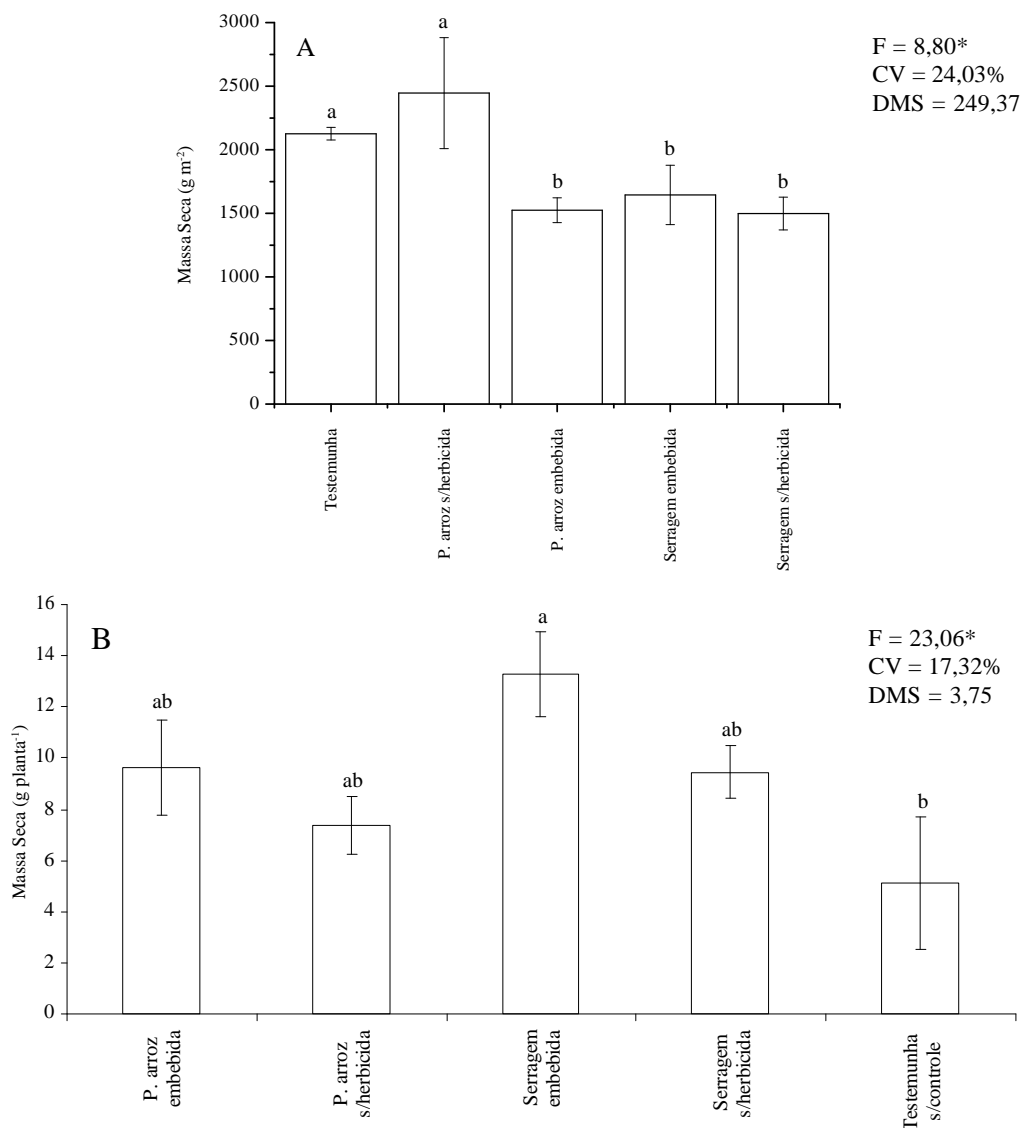 A
F = 8,80*
CV = 24,03%
DMS = 249,37
Massa Seca (g m⁻²)
3000
2500
2000
1500
1000
500
0
a
a
b
b
b
Testemunha
P. arroz s/herbicida
P. arroz embebida
Serragem embebida
Serragem s/herbicida
B
F = 23,06*
CV = 17,32%
DMS = 3,75
Massa Seca (g planta⁻¹)
16
14
12
10
8
6
4
2
0
ab
ab
a
ab
b
P. arroz
embebida
P. arroz
s/herbicida
Serragem
embebida
Serragem
s/herbicida
Testemunha
s/controle